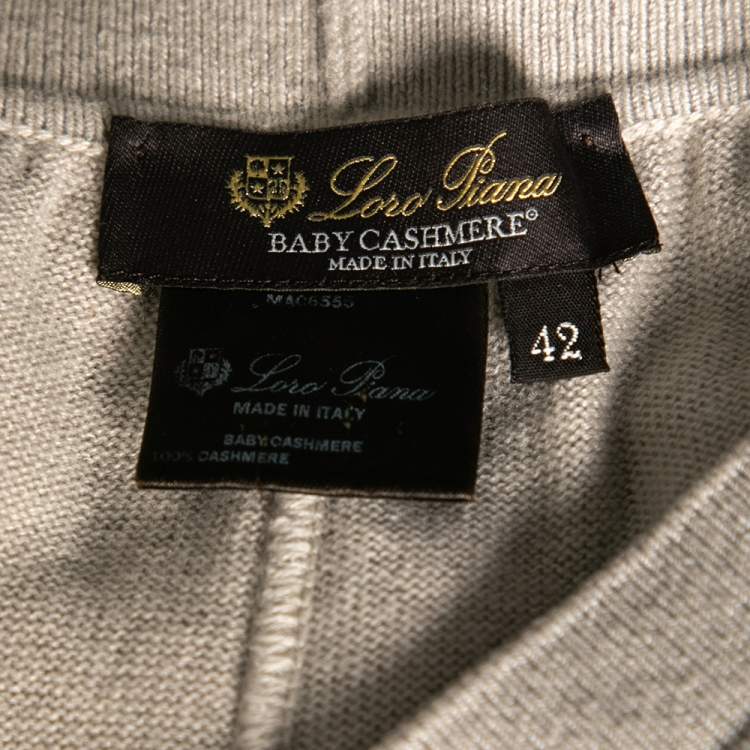 Loro Piana
BABY CASHMERE®
MADE IN ITALY
42
Loro Piana
MADE IN ITALY
BABY CASHMERE
100% CASHMERE